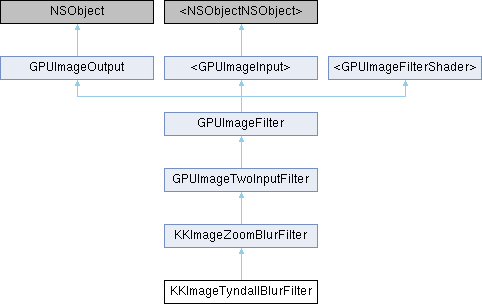 NSObject
<NSObjectNSObject>
GPUImageOutput
<GPUImageInput>
<GPUImageFilterShader>
GPUImageFilter
GPUImageTwoInputFilter
KKImageZoomBlurFilter
KKImageTyndallBlurFilter